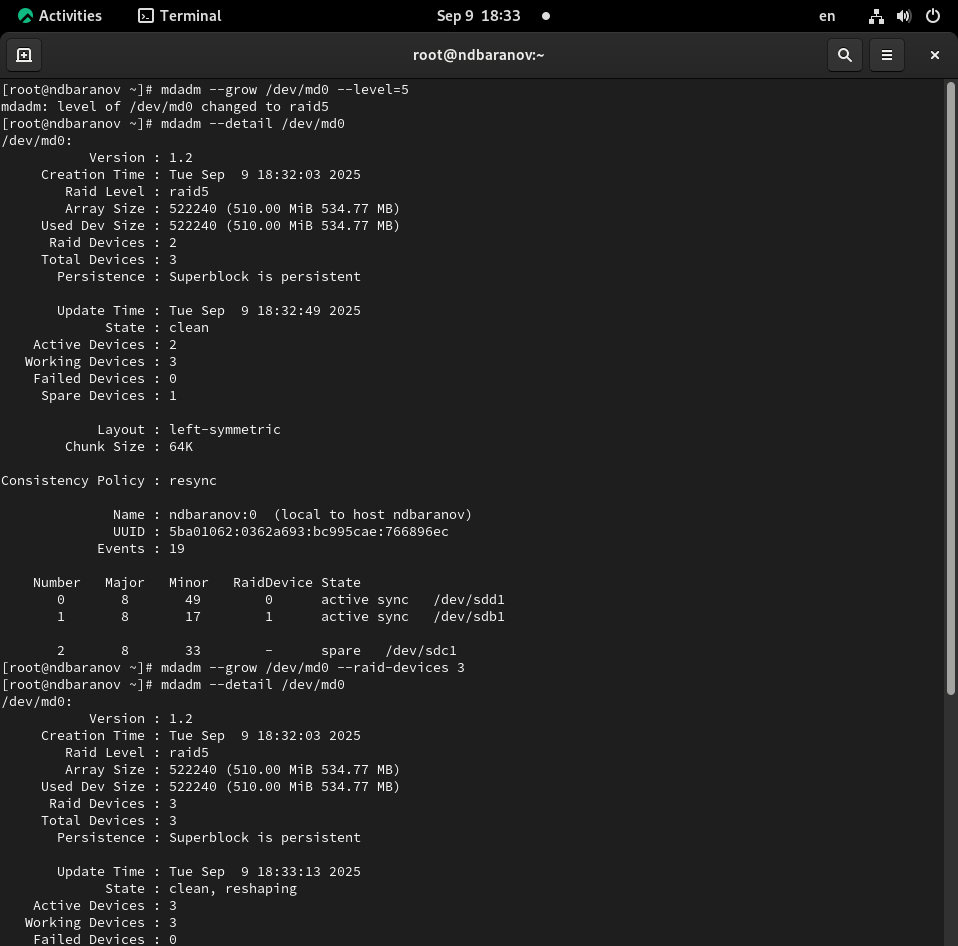 Activities Terminal Sep 9 18:33 en
root@ndbaranov:~
[root@ndbaranov ~]# mdadm --grow /dev/md0 --level=5
mdadm: level of /dev/md0 changed to raid5
[root@ndbaranov ~]# mdadm --detail /dev/md0
/dev/md0:
           Version : 1.2
     Creation Time : Tue Sep  9 18:32:03 2025
        Raid Level : raid5
        Array Size : 522240 (510.00 MiB 534.77 MB)
     Used Dev Size : 522240 (510.00 MiB 534.77 MB)
      Raid Devices : 2
     Total Devices : 3
       Persistence : Superblock is persistent

       Update Time : Tue Sep  9 18:32:49 2025
             State : clean
    Active Devices : 2
   Working Devices : 3
    Failed Devices : 0
     Spare Devices : 1

            Layout : left-symmetric
        Chunk Size : 64K

Consistency Policy : resync

              Name : ndbaranov:0  (local to host ndbaranov)
              UUID : 5ba01062:0362a693:bc995cae:766896ec
            Events : 19

    Number   Major   Minor   RaidDevice State
       0       8       49        0      active sync   /dev/sdd1
       1       8       17        1      active sync   /dev/sdb1

       2       8       33        -      spare   /dev/sdc1
[root@ndbaranov ~]# mdadm --grow /dev/md0 --raid-devices 3
[root@ndbaranov ~]# mdadm --detail /dev/md0
/dev/md0:
           Version : 1.2
     Creation Time : Tue Sep  9 18:32:03 2025
        Raid Level : raid5
        Array Size : 522240 (510.00 MiB 534.77 MB)
     Used Dev Size : 522240 (510.00 MiB 534.77 MB)
      Raid Devices : 3
     Total Devices : 3
       Persistence : Superblock is persistent

       Update Time : Tue Sep  9 18:33:13 2025
             State : clean, reshaping
    Active Devices : 3
   Working Devices : 3
    Failed Devices : 0